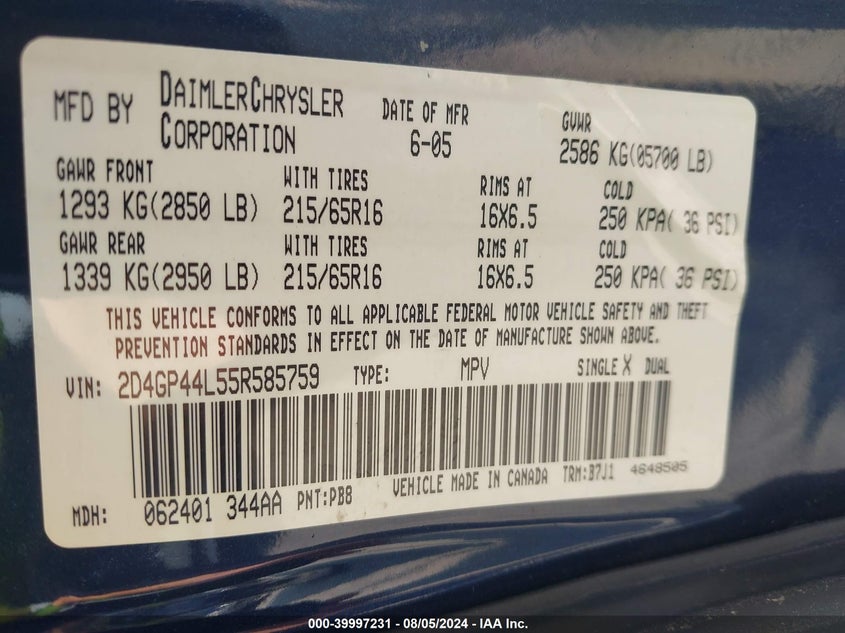 MFD BY DAIMLERCHRYSLER CORPORATION DATE OF MFR 6-05 GVWR 2586 KG(05700 LB)
GAWR FRONT WITH TIRES RIMS AT COLD
1293 KG(2850 LB) 215/65R16 16X6.5 250 KPA( 36 PSI)
GAWR REAR WITH TIRES RIMS AT COLD
1339 KG(2950 LB) 215/65R16 16X6.5 250 KPA( 36 PSI)
THIS VEHICLE CONFORMS TO ALL APPLICABLE FEDERAL MOTOR VEHICLE SAFETY AND THEFT
PREVENTION STANDARDS IN EFFECT ON THE DATE OF MANUFACTURE SHOWN ABOVE.
VIN: 2D4GP44L55R585759 TYPE: MPV SINGLE X DUAL
MDH: 062401 344AA PNT:PB8 VEHICLE MADE IN CANADA TRM:B7J1 4648505
000-39997231 - 08/05/2024 - IAA Inc.